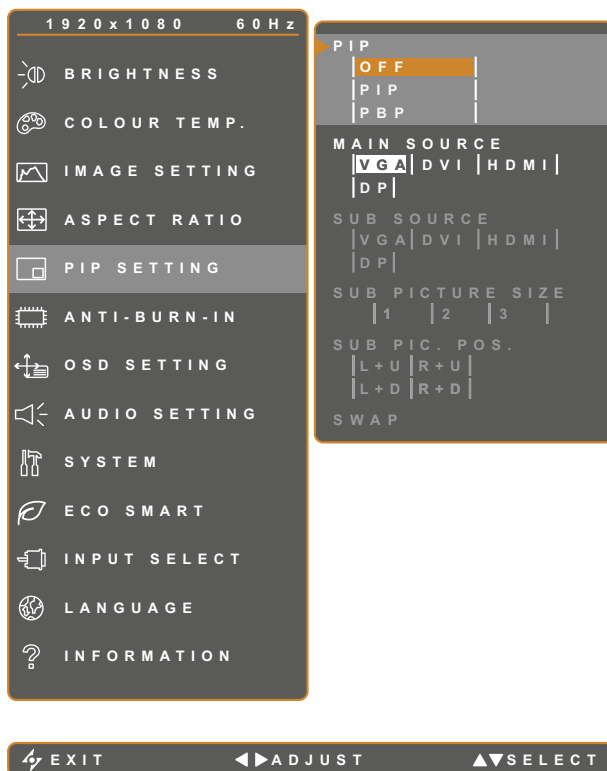 1920x1080 60Hz
BRIGHTNESS
COLOUR TEMP.
IMAGE SETTING
ASPECT RATIO
PIP SETTING
ANTI-BURN-IN
OSD SETTING
AUDIO SETTING
SYSTEM
ECO SMART
INPUT SELECT
LANGUAGE
INFORMATION
PIP
OFF
PIP
PBP
MAIN SOURCE
VGA DVI HDMI
DP
SUB SOURCE
VGA DVI HDMI
DP
SUB PICTURE SIZE
1 2 3
SUB PIC. POS.
L+U R+U
L+D R+D
SWAP
EXIT ADJUST SELECT